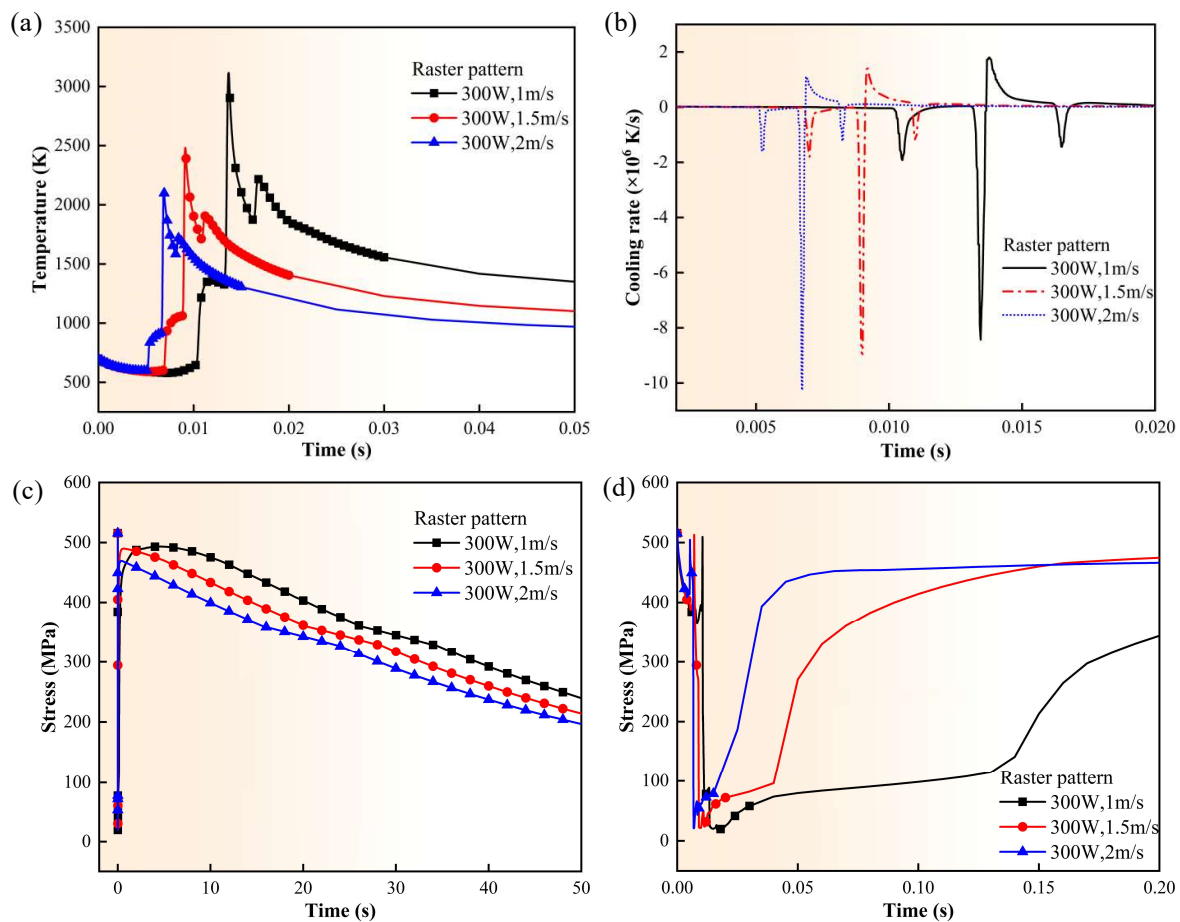 (a)
Temperature (K)
3500
3000
2500
2000
1500
1000
500
Raster pattern
300W,1m/s
300W,1.5m/s
300W,2m/s
0.00 0.01 0.02 0.03 0.04 0.05
Time (s)
(b)
Cooling rate (×10⁶ K/s)
2
0
-2
-4
-6
-8
-10
Raster pattern
300W,1m/s
300W,1.5m/s
300W,2m/s
0.005 0.010 0.015 0.020
Time (s)
(c)
Stress (MPa)
600
500
400
300
200
100
0
Raster pattern
300W,1m/s
300W,1.5m/s
300W,2m/s
0 10 20 30 40 50
Time (s)
(d)
Stress (MPa)
600
500
400
300
200
100
0
Raster pattern
300W,1m/s
300W,1.5m/s
300W,2m/s
0.00 0.05 0.10 0.15 0.20
Time (s)